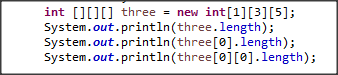 int [][][] three = new int[1][3][5];
System.out.println(three.length);
System.out.println(three[0].length);
System.out.println(three[0][0].length);